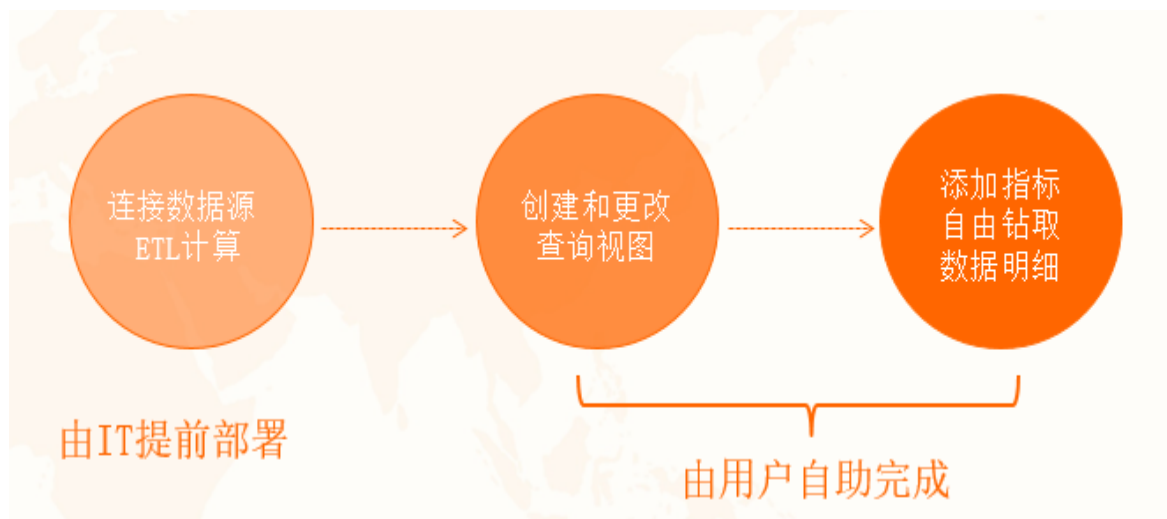 连接数据源
ETL计算
创建和更改
查询视图
添加指标
自由钻取
数据明细
由IT提前部署
由用户自助完成